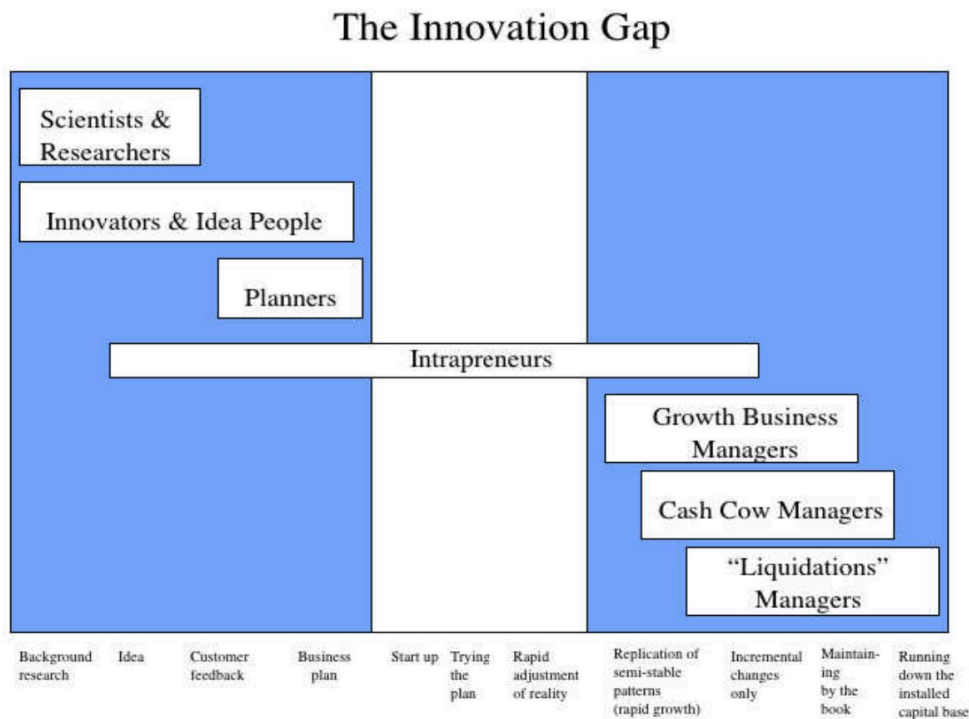 The Innovation Gap
Scientists &
Researchers
Innovators & Idea People
Planners
Intrapreneurs
Growth Business
Managers
Cash Cow Managers
“Liquidations”
Managers
Background
research
Idea
Customer
feedback
Business
plan
Start up
Trying
the
plan
Rapid
adjustment
of reality
Replication of
semi-stable
patterns
(rapid growth)
Incremental
changes
only
Maintain-
ing
by the
book
Running
down the
installed
capital base